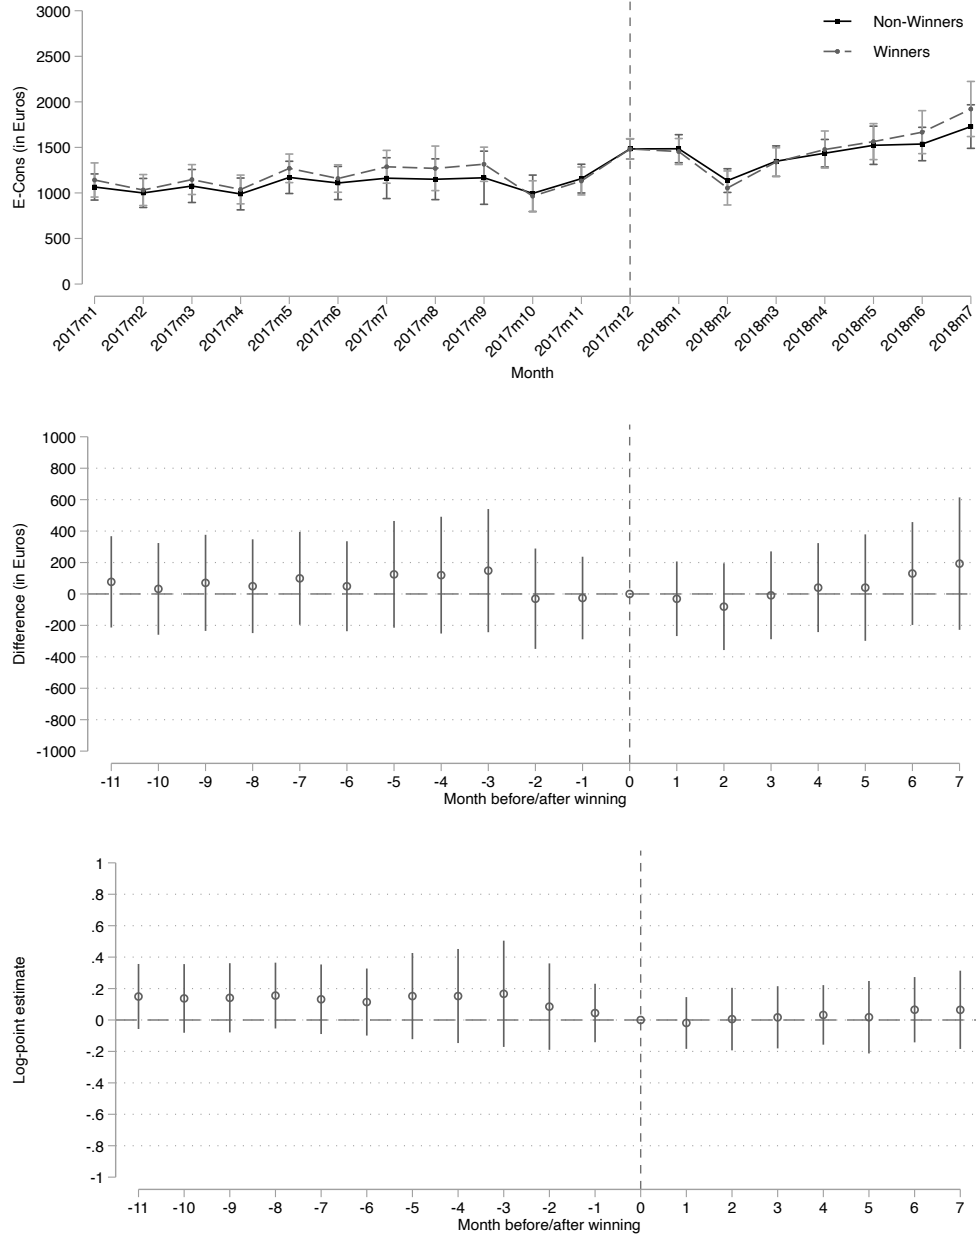 Non-Winners
Winners
E-Cons (in Euros)
3000
2500
2000
1500
1000
500
0
2017m1 2017m2 2017m3 2017m4 2017m5 2017m6 2017m7 2017m8 2017m9 2017m10 2017m11 2017m12 2018m1 2018m2 2018m3 2018m4 2018m5 2018m6 2018m7
Month
Difference (in Euros)
1000
800
600
400
200
0
-200
-400
-600
-800
-1000
-11 -10 -9 -8 -7 -6 -5 -4 -3 -2 -1 0 1 2 3 4 5 6 7
Month before/after winning
Log-point estimate
1
.8
.6
.4
.2
0
-.2
-.4
-.6
-.8
-1
-11 -10 -9 -8 -7 -6 -5 -4 -3 -2 -1 0 1 2 3 4 5 6 7
Month before/after winning